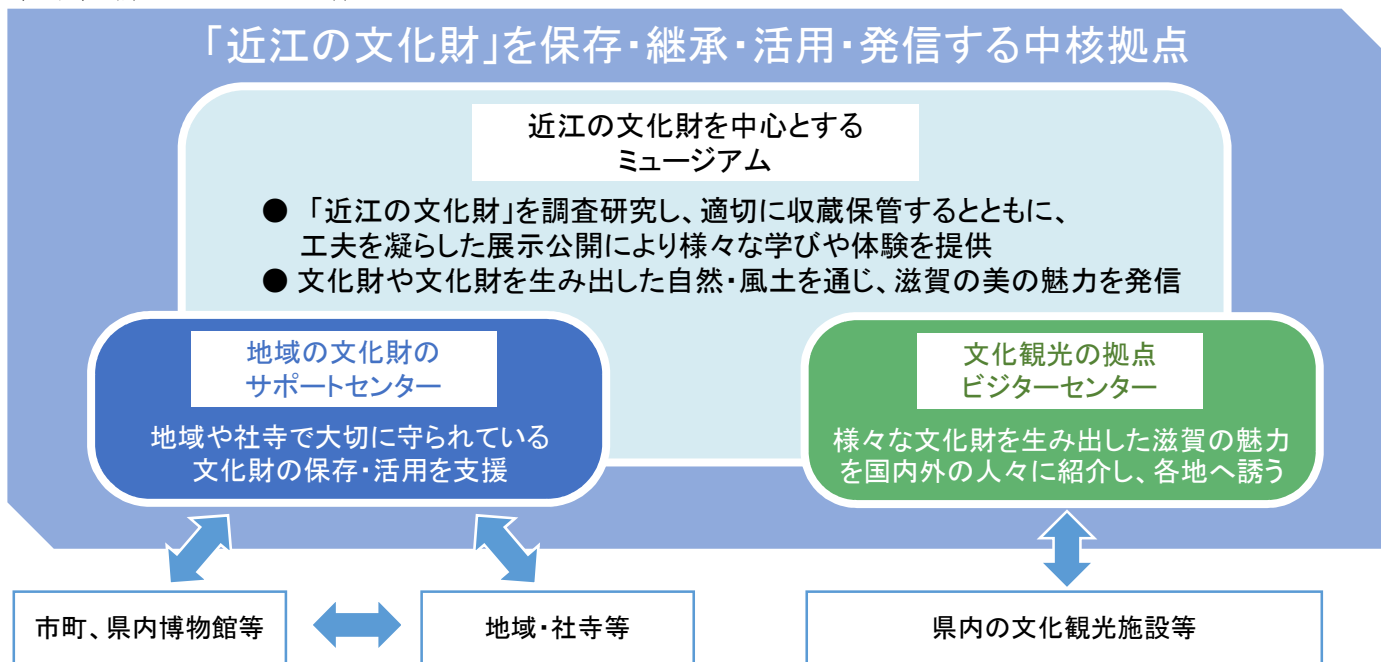 「近江の文化財」を保存・継承・活用・発信する中核拠点
近江の文化財を中心とする
ミュージアム
● 「近江の文化財」を調査研究し、適切に収蔵保管するとともに、
工夫を凝らした展示公開により様々な学びや体験を提供
● 文化財や文化財を生み出した自然・風土を通じ、滋賀の美の魅力を発信
地域の文化財の
サポートセンター
地域や社寺で大切に守られている
文化財の保存・活用を支援
文化観光の拠点
ビジターセンター
様々な文化財を生み出した滋賀の魅力
を国内外の人々に紹介し、各地へ誘う
市町、県内博物館等
地域・社寺等
県内の文化観光施設等